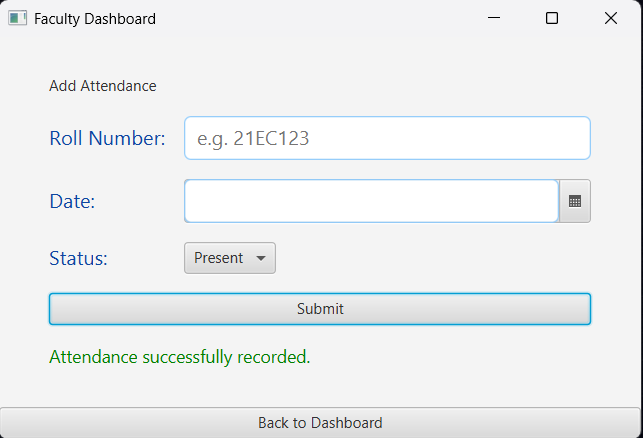 Faculty Dashboard
Add Attendance
Roll Number: e.g. 21EC123
Date:
Status: Present
Submit
Attendance successfully recorded.
Back to Dashboard